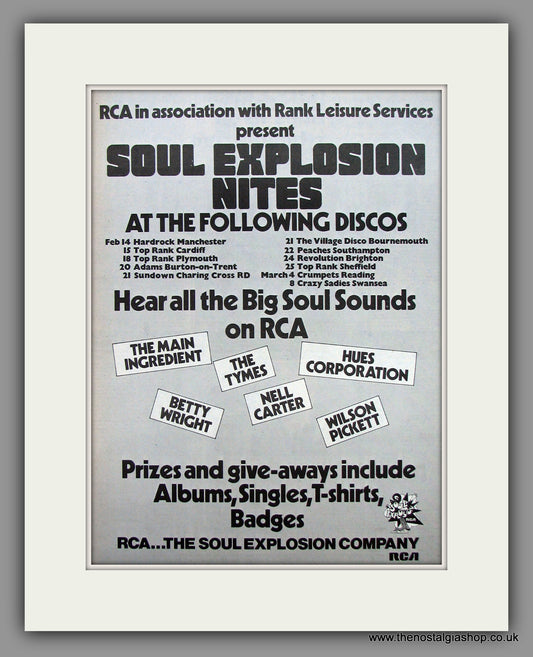 RCA in association with Rank Leisure Services
present
SOUL EXPLOSION
NITES
AT THE FOLLOWING DISCOS
Feb 14 Hardrock Manchester
15 Top Rank Cardiff
18 Top Rank Plymouth
20 Adams Burton-on-Trent
21 Sundown Charing Cross RD
21 The Village Disco Bournemouth
22 Peaches Southampton
24 Revolution Brighton
25 Top Rank Sheffield
March 4 Crumpets Reading
8 Crazy Sadies Swansea
Hear all the Big Soul Sounds
on RCA
THE MAIN
INGREDIENT
THE
TYMES
HUES
CORPORATION
BETTY
WRIGHT
NELL
CARTER
WILSON
PICKETT
Prizes and give-aways include
Albums, Singles, T-shirts,
Badges
RCA...THE SOUL EXPLOSION COMPANY
RCA
www.thenostalgiashop.co.uk